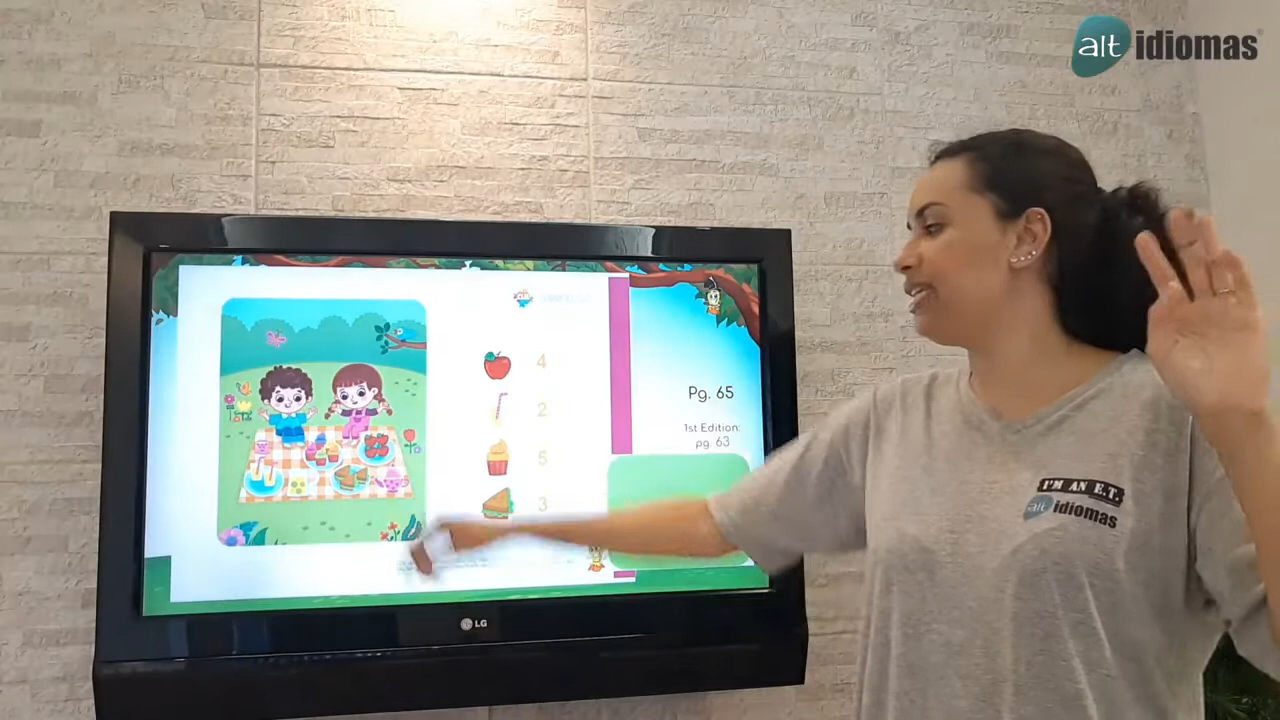 alt idiomas
4
2
5
3
Pg. 65
1st Edition:
pg. 63
LG
I'M AN E.T.
alt idiomas